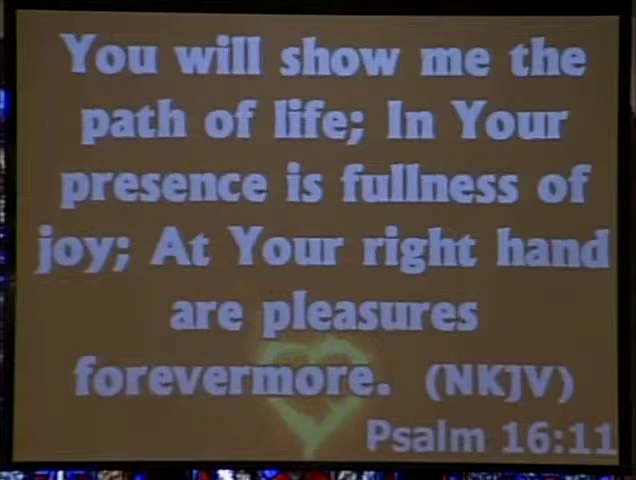 You will show me the
path of life; In Your
presence is fullness of
joy; At Your right hand
are pleasures
forevermore. (NKJV)
Psalm 16:11